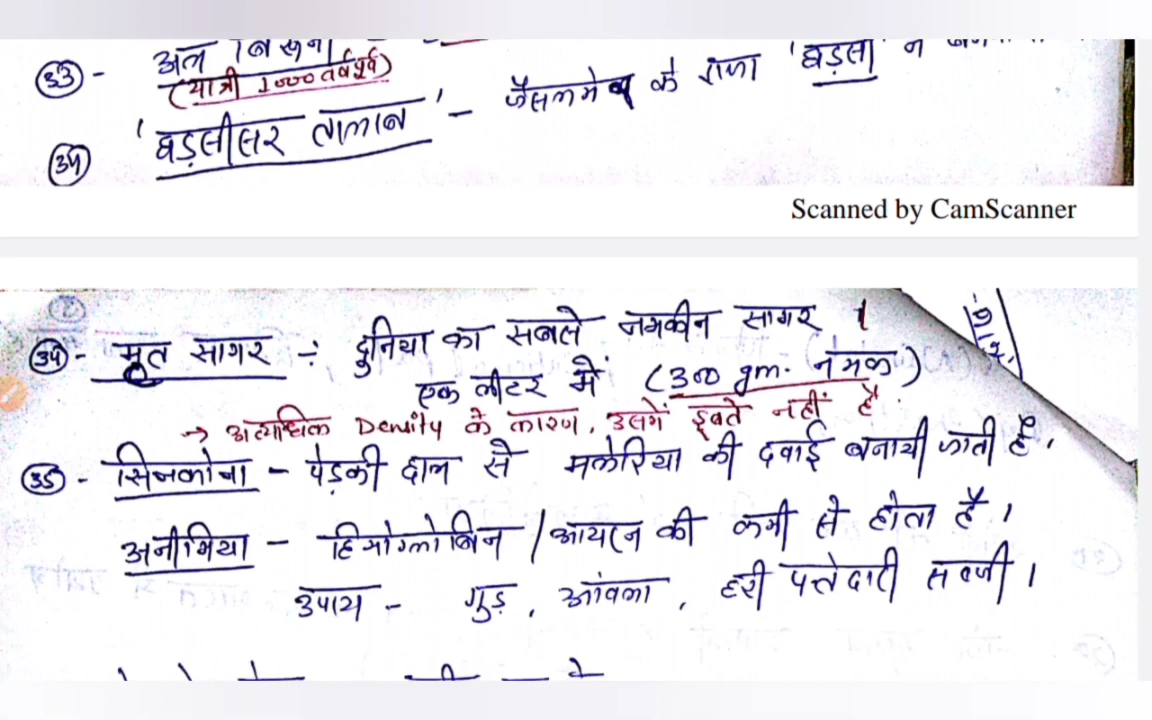 33 - अल बिरूनी
(यात्री 1000 वर्ष पूर्व)
34 'घड़सीसर तालाब' - जैसलमेर के राजा 'घड़सी' ने
Scanned by CamScanner
34 - मृत सागर ÷ दुनिया का सबसे नमकीन सागर ।
एक लीटर में (300 gm. नमक)
→ अत्यधिक Density के कारण, उसमें डूबते नहीं है
35 - सिनकोना - पेड़की छाल से मलेरिया की दवाई बनायी जाती है ।
अनीमिया - हिमोग्लोबिन / आयरन की कमी से होता है ।
उपाय - गुड़, आंवला, हरी पत्तेदार सब्जी ।